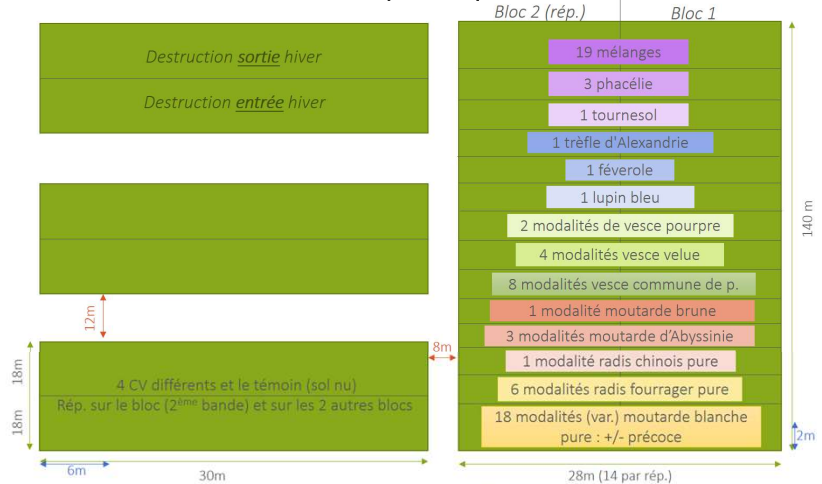 Bloc 2 (rép.)
Bloc 1
Destruction sortie hiver
Destruction entrée hiver
12m
18m
18m
4 CV différents et le témoin (sol nu)
Rép. sur le bloc (2ème bande) et sur les 2 autres blocs
6m
30m
8m
19 mélanges
3 phacélie
1 tournesol
1 trèfle d'Alexandrie
1 féverole
1 lupin bleu
2 modalités de vesce pourpre
4 modalités vesce velue
8 modalités vesce commune de p.
1 modalité moutarde brune
3 modalités moutarde d’Abyssinie
1 modalité radis chinois pure
6 modalités radis fourrager pure
18 modalités (var.) moutarde blanche
pure : +/- précoce
140 m
2m
28m (14 par rép.)